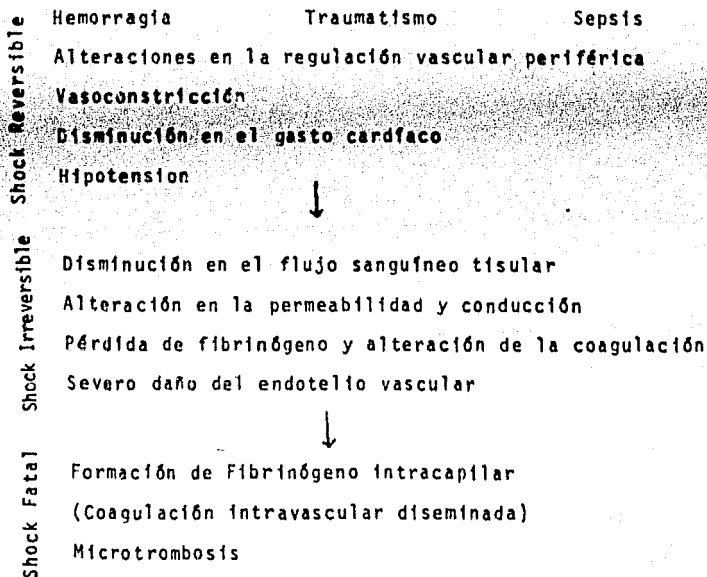 Shock Reversible
Hemorragia Traumatismo Sepsis
Alteraciones en la regulación vascular periférica
Vasoconstricción
Disminución en el gasto cardíaco
Hipotension
Shock Irreversible
Disminución en el flujo sanguíneo tisular
Alteración en la permeabilidad y conducción
Pérdida de fibrinógeno y alteración de la coagulación
Severo daño del endotelio vascular
Shock Fatal
Formación de Fibrinógeno intracapilar
(Coagulación intravascular diseminada)
Microtrombosis